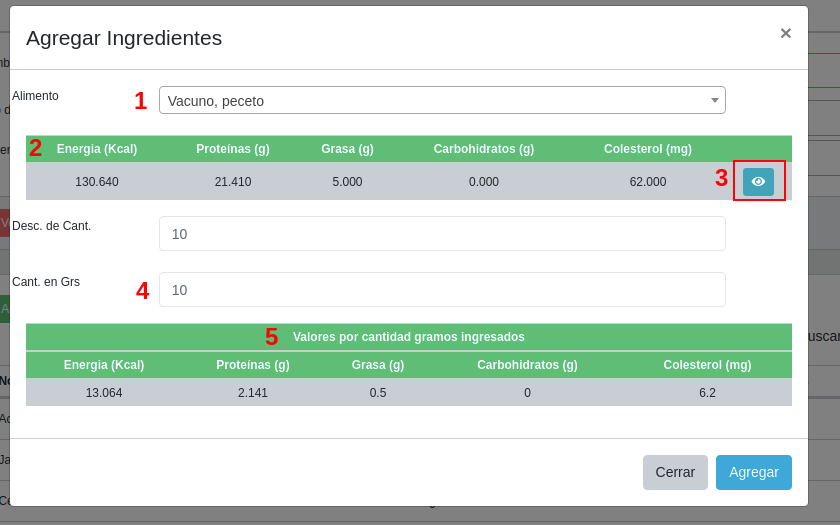 Agregar Ingredientes
×
Alimento 1 Vacuno, peceto
2 Energia (Kcal) Proteínas (g) Grasa (g) Carbohidratos (g) Colesterol (mg)
130.640 21.410 5.000 0.000 62.000 3
Desc. de Cant. 10
Cant. en Grs 4 10
5 Valores por cantidad gramos ingresados
Energia (Kcal) Proteínas (g) Grasa (g) Carbohidratos (g) Colesterol (mg)
13.064 2.141 0.5 0 6.2
Cerrar Agregar